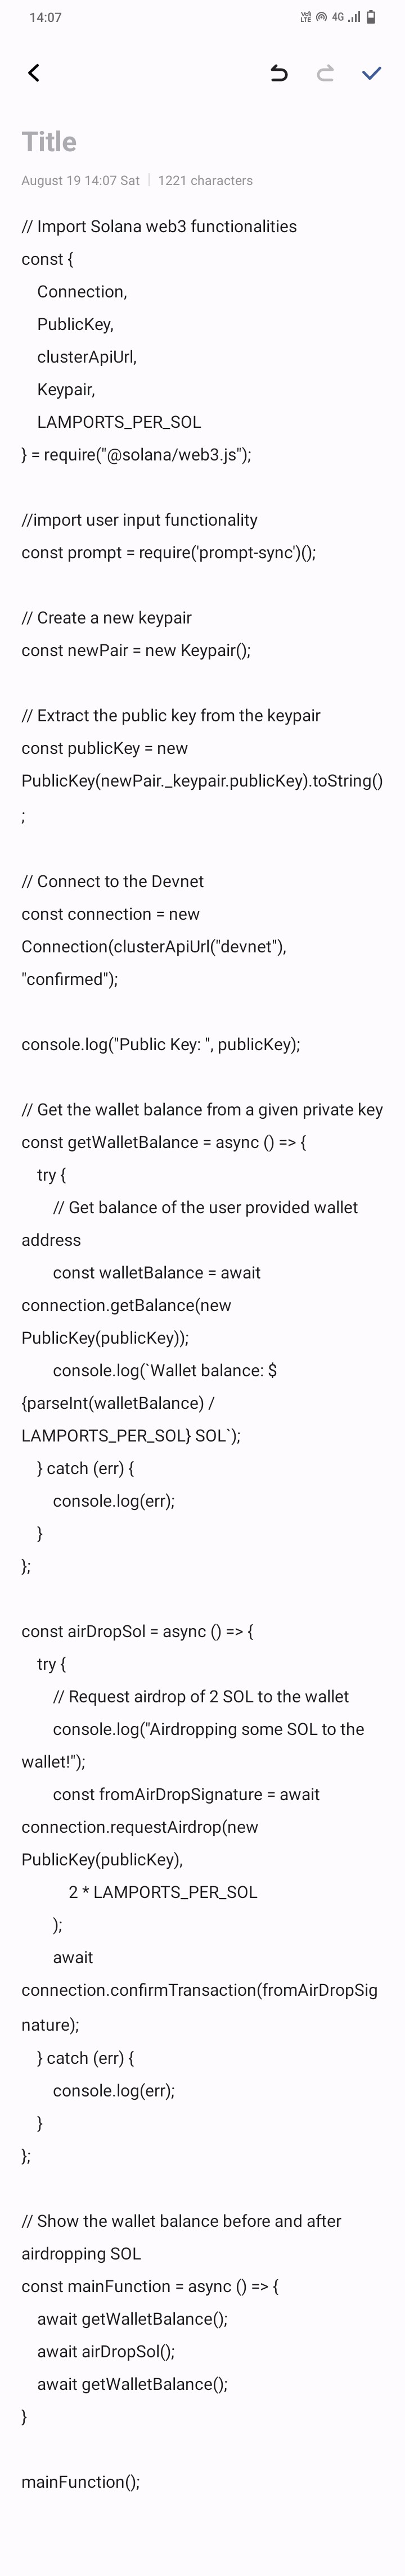 14:07
VoLTE 4G
Title
August 19 14:07 Sat | 1221 characters
// Import Solana web3 functionalities
const {
    Connection,
    PublicKey,
    clusterApiUrl,
    Keypair,
    LAMPORTS_PER_SOL
} = require("@solana/web3.js");

//import user input functionality
const prompt = require('prompt-sync')();

// Create a new keypair
const newPair = new Keypair();

// Extract the public key from the keypair
const publicKey = new
PublicKey(newPair._keypair.publicKey).toString()
;

// Connect to the Devnet
const connection = new
Connection(clusterApiUrl("devnet"),
"confirmed");

console.log("Public Key: ", publicKey);

// Get the wallet balance from a given private key
const getWalletBalance = async () => {
    try {
        // Get balance of the user provided wallet
address
        const walletBalance = await
connection.getBalance(new
PublicKey(publicKey));
        console.log(`Wallet balance: $
{parseInt(walletBalance) /
LAMPORTS_PER_SOL} SOL`);
    } catch (err) {
        console.log(err);
    }
};

const airDropSol = async () => {
    try {
        // Request airdrop of 2 SOL to the wallet
        console.log("Airdropping some SOL to the
wallet!");
        const fromAirDropSignature = await
connection.requestAirdrop(new
PublicKey(publicKey),
            2 * LAMPORTS_PER_SOL
        );
        await
connection.confirmTransaction(fromAirDropSig
nature);
    } catch (err) {
        console.log(err);
    }
};

// Show the wallet balance before and after
airdropping SOL
const mainFunction = async () => {
    await getWalletBalance();
    await airDropSol();
    await getWalletBalance();
}

mainFunction();